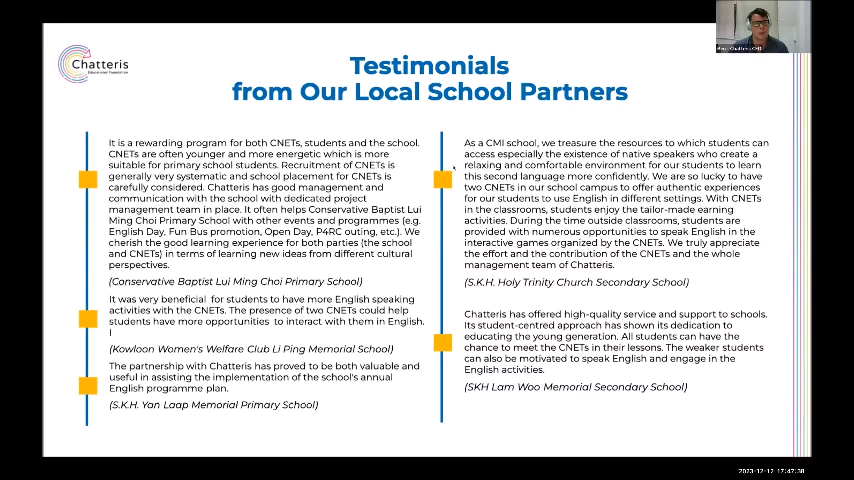 Chatteris
Educational Foundation
Testimonials
from Our Local School Partners
It is a rewarding program for both CNETs, students and the school.
CNETs are often younger and more energetic which is more
suitable for primary school students. Recruitment of CNETs is
generally very systematic and school placement for CNETs is
carefully considered. Chatteris has good management and
communication with the school with dedicated project
management team in place. It often helps Conservative Baptist Lui
Ming Choi Primary School with other events and programmes (e.g.
English Day, Fun Bus promotion, Open Day, P4RC outing, etc.). We
cherish the good learning experience for both parties (the school
and CNETs) in terms of learning new ideas from different cultural
perspectives.
(Conservative Baptist Lui Ming Choi Primary School)
It was very beneficial for students to have more English speaking
activities with the CNETs. The presence of two CNETs could help
students have more opportunities to interact with them in English.
I
(Kowloon Women's Welfare Club Li Ping Memorial School)
The partnership with Chatteris has proved to be both valuable and
useful in assisting the implementation of the school's annual
English programme plan.
(S.K.H. Yan Laap Memorial Primary School)
As a CMI school, we treasure the resources to which students can
access especially the existence of native speakers who create a
relaxing and comfortable environment for our students to learn
this second language more confidently. We are so lucky to have
two CNETs in our school campus to offer authentic experiences
for our students to use English in different settings. With CNETs
in the classrooms, students enjoy the tailor-made earning
activities. During the time outside classrooms, students are
provided with numerous opportunities to speak English in the
interactive games organized by the CNETs. We truly appreciate
the effort and the contribution of the CNETs and the whole
management team of Chatteris.
(S.K.H. Holy Trinity Church Secondary School)
Chatteris has offered high-quality service and support to schools.
Its student-centred approach has shown its dedication to
educating the young generation. All students can have the
chance to meet the CNETs in their lessons. The weaker students
can also be motivated to speak English and engage in the
English activities.
(SKH Lam Woo Memorial Secondary School)
Chatteris CEO
2023-12-12 17:47:38